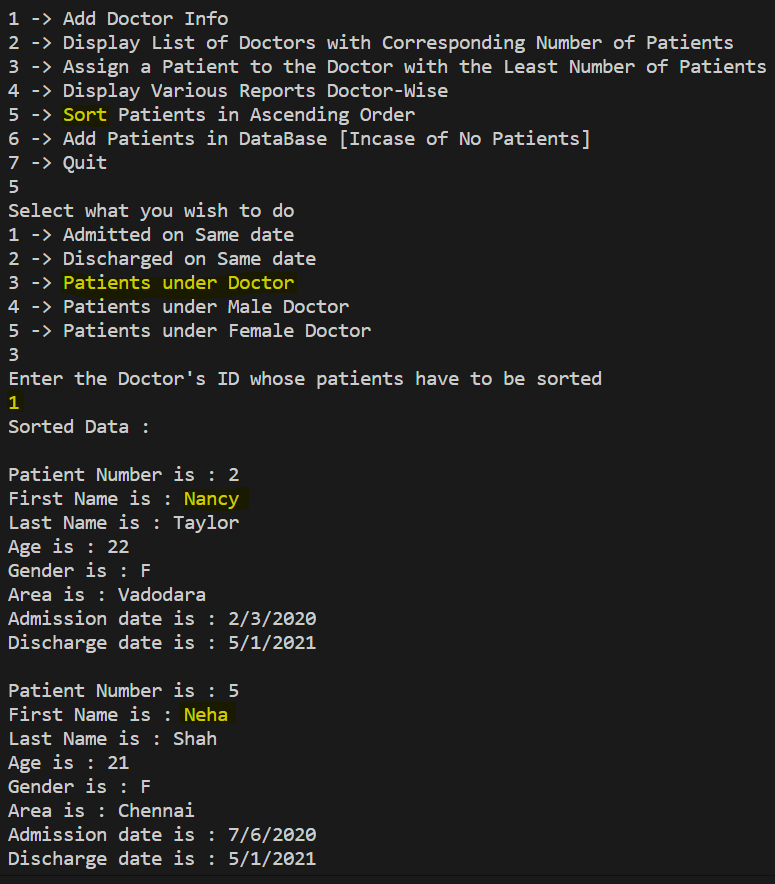 1 -> Add Doctor Info
2 -> Display List of Doctors with Corresponding Number of Patients
3 -> Assign a Patient to the Doctor with the Least Number of Patients
4 -> Display Various Reports Doctor-Wise
5 -> Sort Patients in Ascending Order
6 -> Add Patients in DataBase [Incase of No Patients]
7 -> Quit
5
Select what you wish to do
1 -> Admitted on Same date
2 -> Discharged on Same date
3 -> Patients under Doctor
4 -> Patients under Male Doctor
5 -> Patients under Female Doctor
3
Enter the Doctor's ID whose patients have to be sorted
1
Sorted Data :
Patient Number is : 2
First Name is : Nancy
Last Name is : Taylor
Age is : 22
Gender is : F
Area is : Vadodara
Admission date is : 2/3/2020
Discharge date is : 5/1/2021
Patient Number is : 5
First Name is : Neha
Last Name is : Shah
Age is : 21
Gender is : F
Area is : Chennai
Admission date is : 7/6/2020
Discharge date is : 5/1/2021